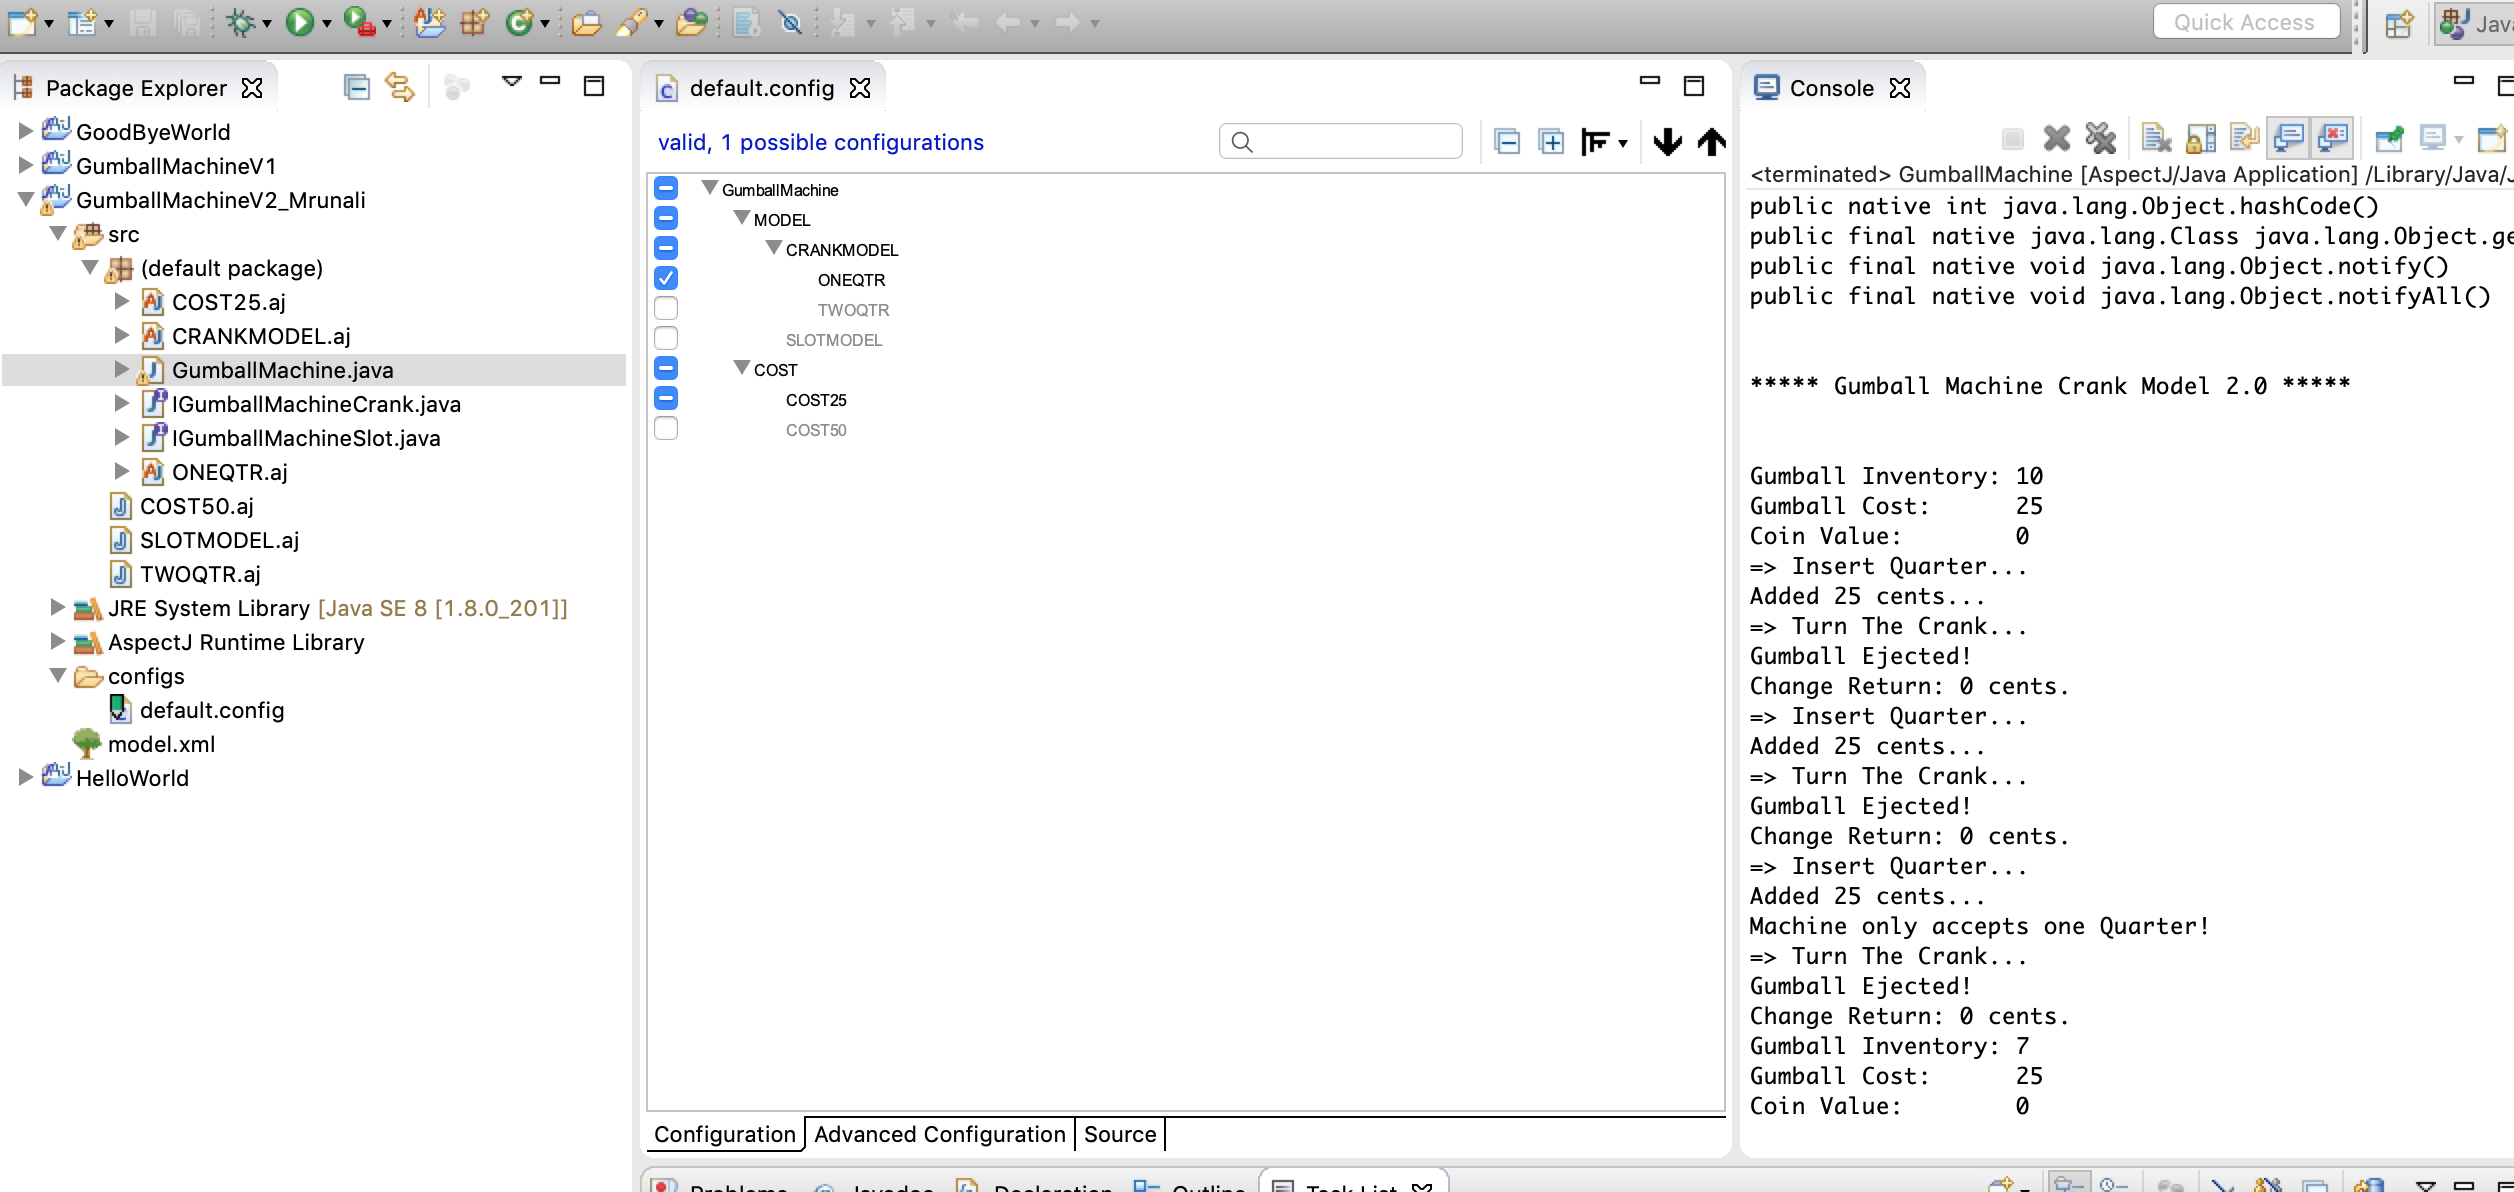 Quick Access
Java
Package Explorer
GoodByeWorld
GumballMachineV1
GumballMachineV2_Mrunali
src
(default package)
COST25.aj
CRANKMODEL.aj
GumballMachine.java
IGumballMachineCrank.java
IGumballMachineSlot.java
ONEQTR.aj
COST50.aj
SLOTMODEL.aj
TWOQTR.aj
JRE System Library [Java SE 8 [1.8.0_201]]
AspectJ Runtime Library
configs
default.config
model.xml
HelloWorld
default.config
valid, 1 possible configurations
GumballMachine
MODEL
CRANKMODEL
ONEQTR
TWOQTR
SLOTMODEL
COST
COST25
COST50
Configuration
Advanced Configuration
Source
Problems
Javadoc
Declaration
Outline
Task List
Console
<terminated> GumballMachine [AspectJ/Java Application] /Library/Java/J
public native int java.lang.Object.hashCode()
public final native java.lang.Class java.lang.Object.ge
public final native void java.lang.Object.notify()
public final native void java.lang.Object.notifyAll()
***** Gumball Machine Crank Model 2.0 *****
Gumball Inventory: 10
Gumball Cost: 25
Coin Value: 0
=> Insert Quarter...
Added 25 cents...
=> Turn The Crank...
Gumball Ejected!
Change Return: 0 cents.
=> Insert Quarter...
Added 25 cents...
=> Turn The Crank...
Gumball Ejected!
Change Return: 0 cents.
=> Insert Quarter...
Added 25 cents...
Machine only accepts one Quarter!
=> Turn The Crank...
Gumball Ejected!
Change Return: 0 cents.
Gumball Inventory: 7
Gumball Cost: 25
Coin Value: 0